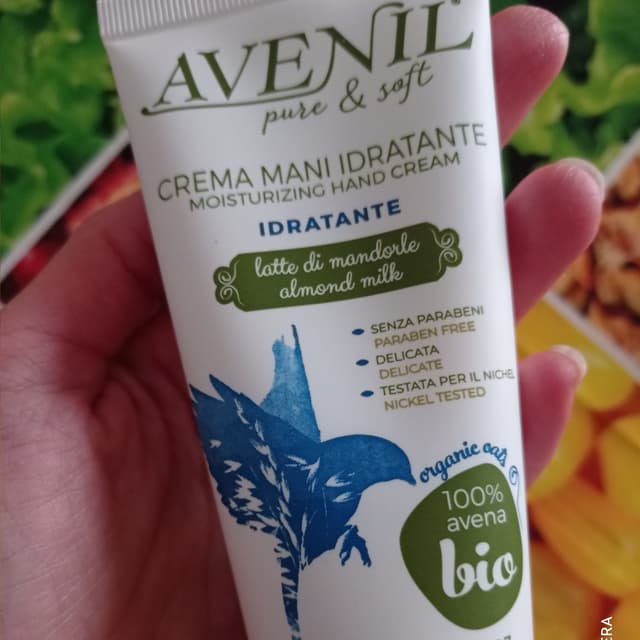 AVENIL
pure & soft
CREMA MANI IDRATANTE
MOISTURIZING HAND CREAM
IDRATANTE
latte di mandorle
almond milk
SENZA PARABENI
PARABEN FREE
DELICATA
DELICATE
TESTATA PER IL NICHEL
NICKEL TESTED
organic oats
100%
avena
bio